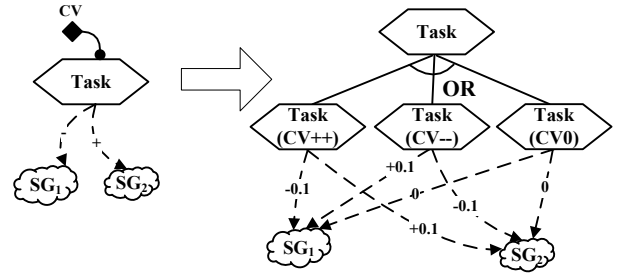 CV
Task
-
+
SG1
SG2
Task
OR
Task
(CV++)
Task
(CV--)
Task
(CV0)
-0.1
+0.1
0
+0.1
-0.1
0
SG1
SG2